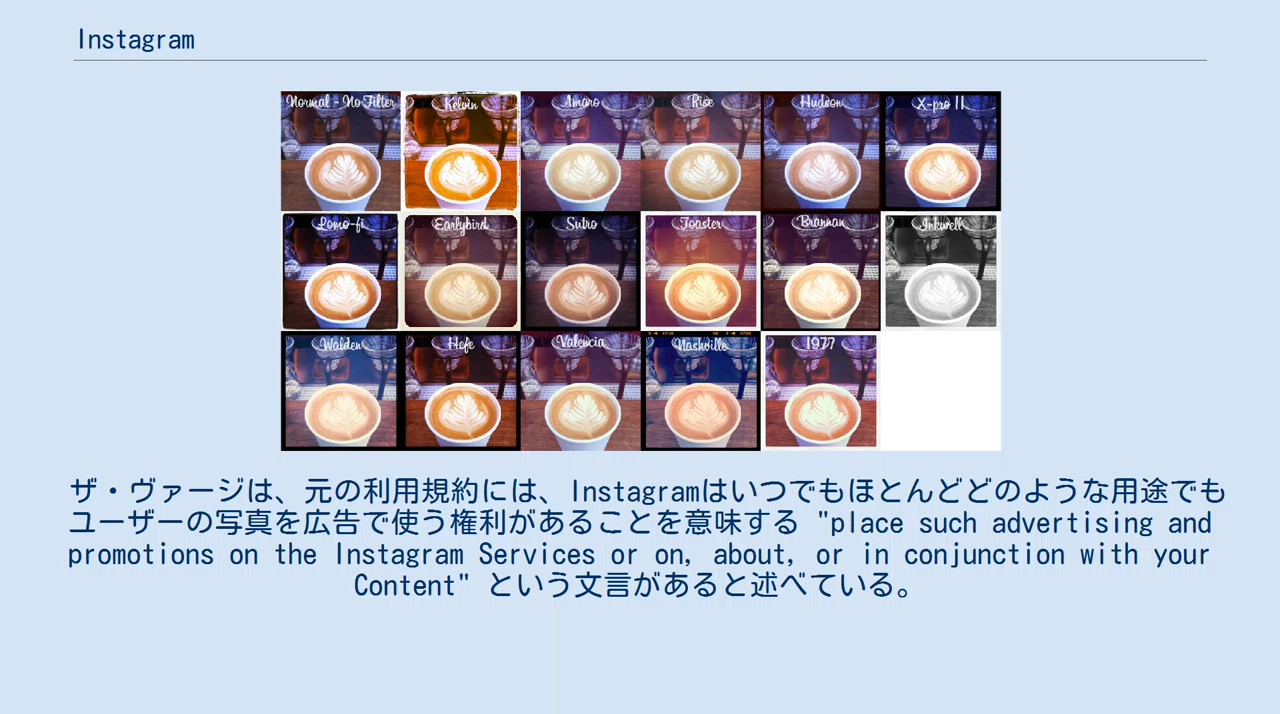 Instagram
Normal - No Filter
Kelvin
Amaro
Rise
Hudson
X-pro II
Lomo-fi
Earlybird
Sutro
Toaster
Brannan
Inkwell
Walden
Hefe
Valencia
Nashville
1977
ザ・ヴァージは、元の利用規約には、Instagramはいつでもほとんどどのような用途でも
ユーザーの写真を広告で使う権利があることを意味する "place such advertising and
promotions on the Instagram Services or on, about, or in conjunction with your
Content" という文言があると述べている。